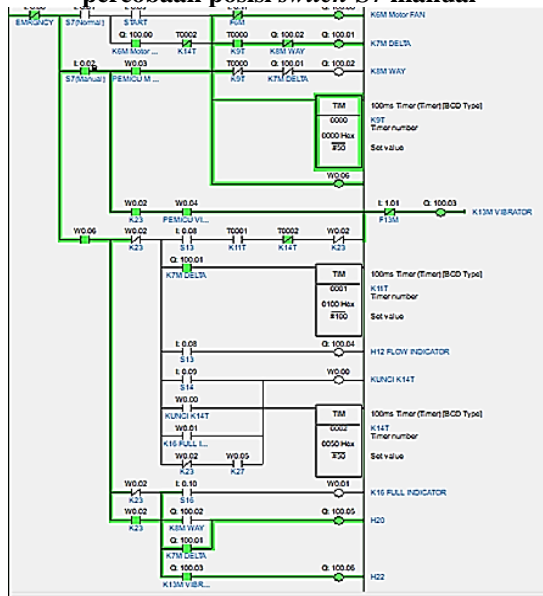 percobaan posisi switch S7 manual
EMRGNCY S7(Normal) START F6M K6M Motor FAN
Q: 100.00 T0002 T0000 Q: 100.02 Q: 100.01
K6M Motor ... K14T K9T K8M WAY K7M DELTA
I: 0.02 W0.03 T0000 Q: 100.01 Q: 100.02
S7(Manual) PEMICU M ... K9T K7M DELTA K8M WAY
TIM 100ms Timer (Timer) [BCD Type]
0000 K9T
Timer number
0000 Hex
#50 Set value
W0.06
W0.02 W0.04 I: 1.01 Q: 100.03
K23 PEMICU VI... F13M K13M VIBRATOR
W0.06 W0.02 I: 0.08 T0001 T0002 W0.02
K23 S13 K11T K14T K23
Q: 100.01
K7M DELTA
TIM 100ms Timer (Timer) [BCD Type]
0001 K11T
Timer number
0100 Hex
#100 Set value
I: 0.08 Q: 100.04
S13 H12 FLOW INDICATOR
I: 0.09 W0.00
S14 KUNCI K14T
W0.00
KUNCI K14T
TIM 100ms Timer (Timer) [BCD Type]
W0.01 0002 K14T
K16 FULL I... Timer number
0050 Hex
W0.02 W0.05 #50 Set value
K23 K27
W0.02 I: 0.10 W0.01
K23 S16 K16 FULL INDICATOR
W0.02 Q: 100.02 Q: 100.05
K23 K8M WAY H20
Q: 100.01
K7M DELTA
Q: 100.03 Q: 100.06
K13M VIBR... H22